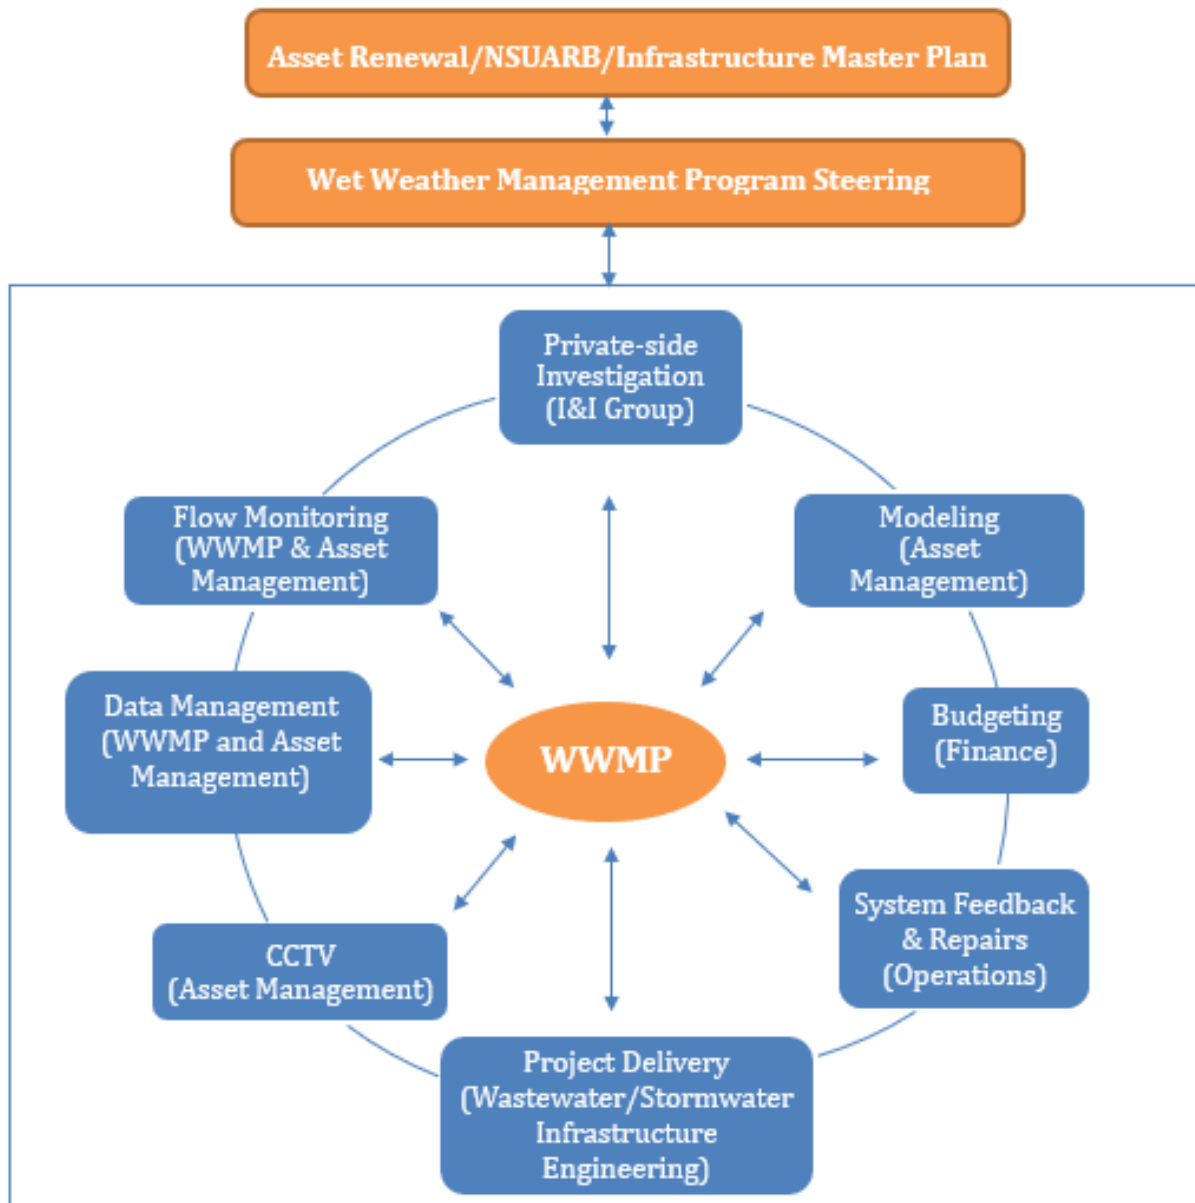 Asset Renewal/NSUARB/Infrastructure Master Plan
Wet Weather Management Program Steering
Private-side
Investigation
(I&I Group)
Flow Monitoring
(WWMP & Asset
Management)
Modeling
(Asset
Management)
Data Management
(WWMP and Asset
Management)
WWMP
Budgeting
(Finance)
CCTV
(Asset Management)
System Feedback
& Repairs
(Operations)
Project Delivery
(Wastewater/Stormwater
Infrastructure
Engineering)